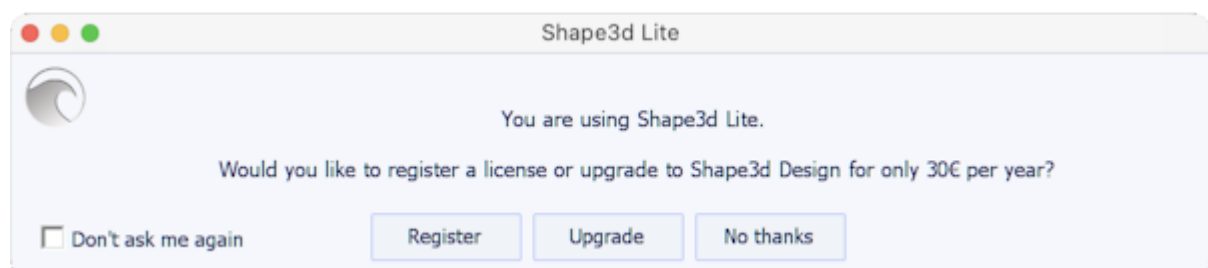 Shape3d Lite
You are using Shape3d Lite.
Would you like to register a license or upgrade to Shape3d Design for only 30€ per year?
Don't ask me again
Register
Upgrade
No thanks